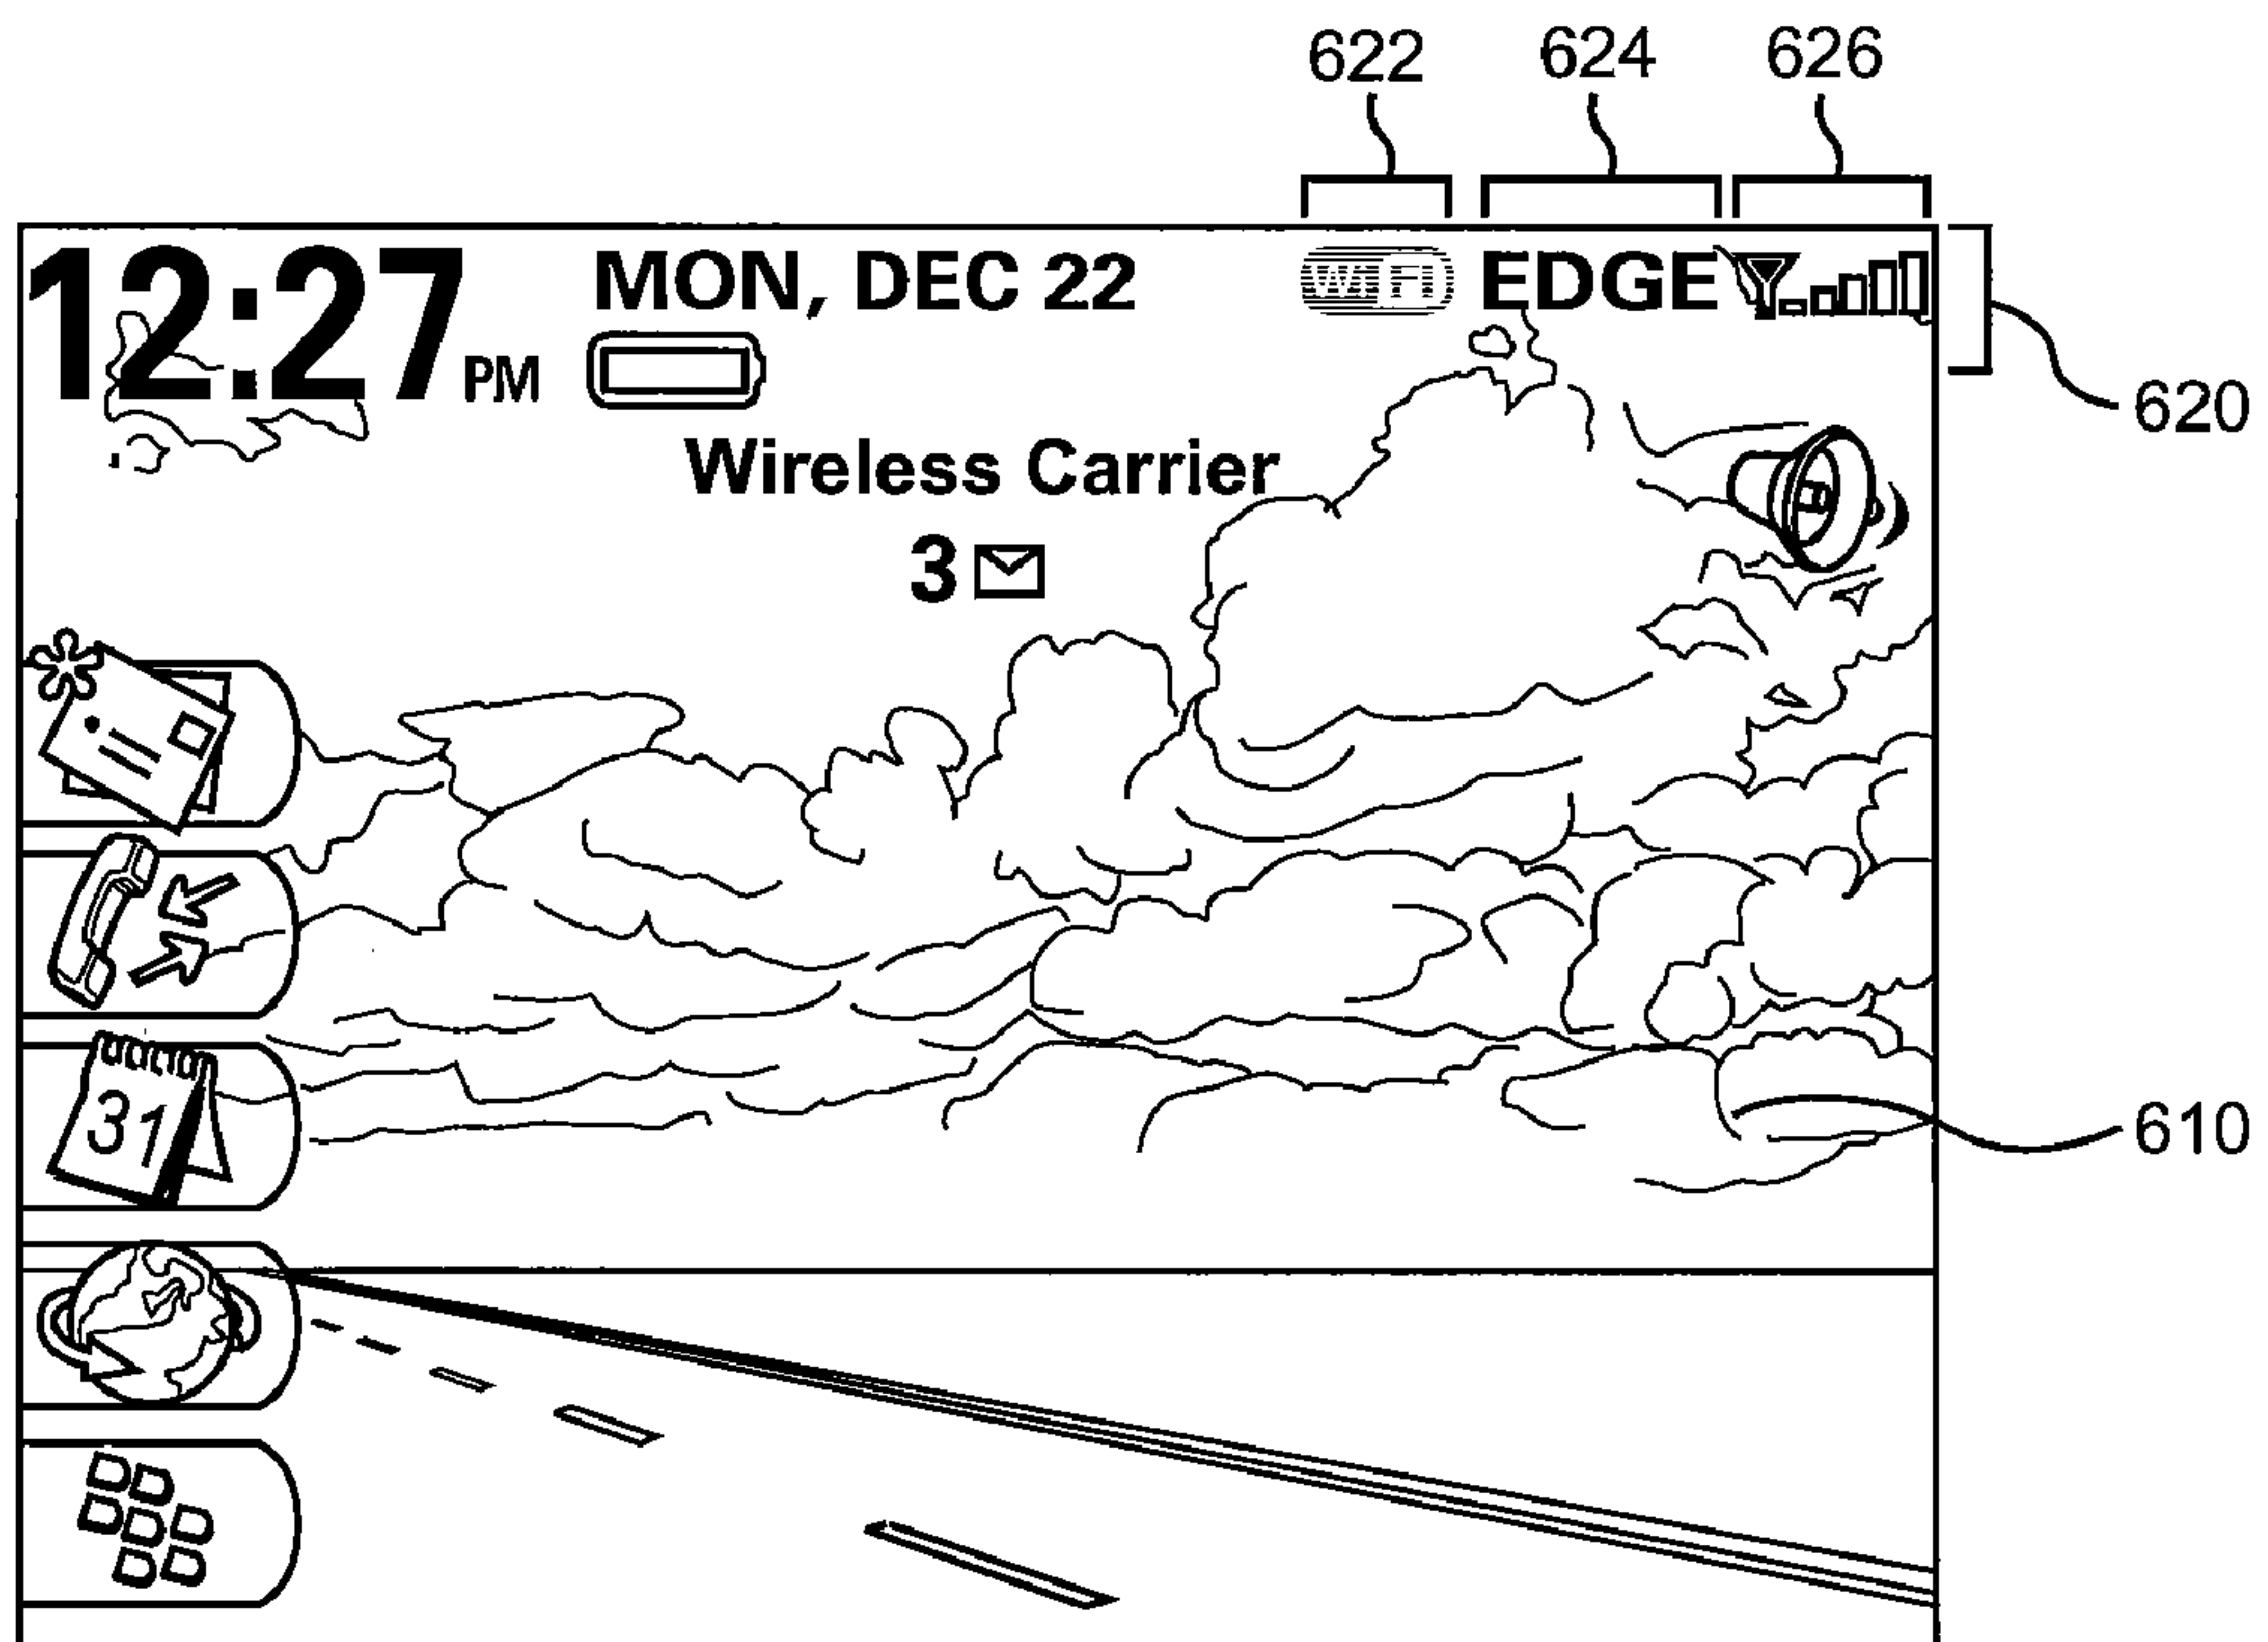 622 624 626
12:27 PM MON, DEC 22 WiFi EDGE
620
Wireless Carrier
3
31
610